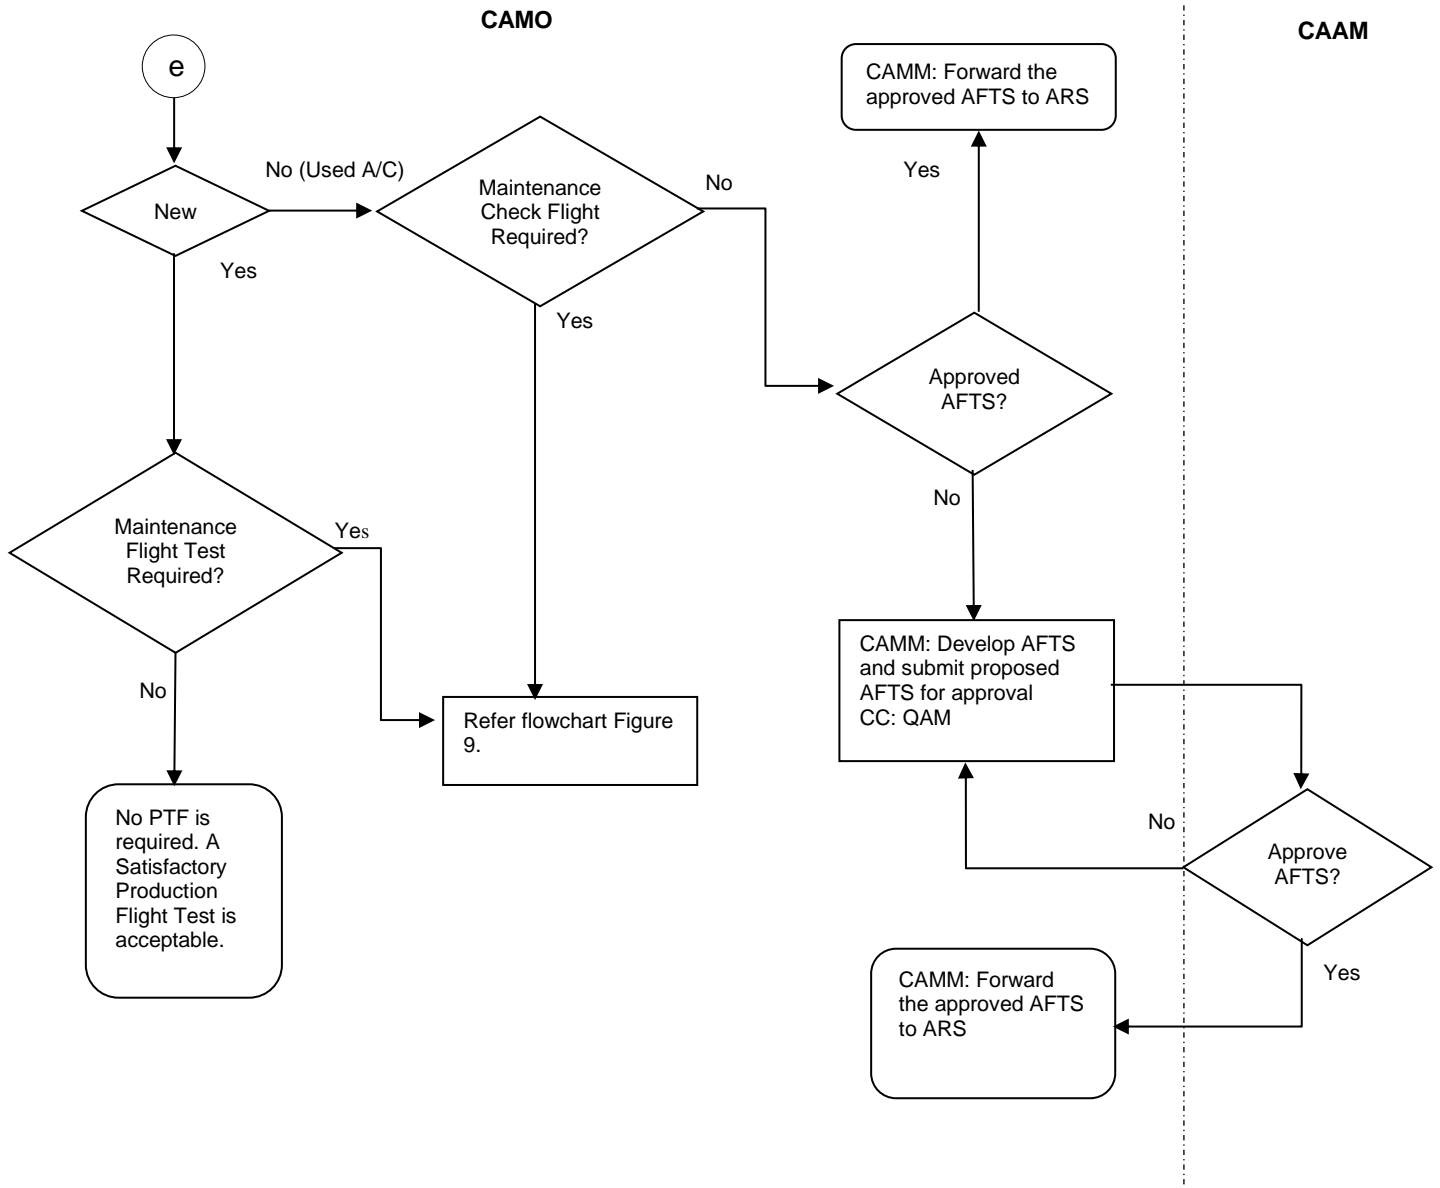 CAMO
CAAM
e
CAMM: Forward the
approved AFTS to ARS
No (Used A/C)
Yes
New
Maintenance
Check Flight
Required?
No
Yes
Yes
Approved
AFTS?
No
Maintenance
Flight Test
Required?
Yes
No
CAMM: Develop AFTS
and submit proposed
AFTS for approval
CC: QAM
Refer flowchart Figure
9.
No PTF is
required. A
Satisfactory
Production
Flight Test is
acceptable.
No
Approve
AFTS?
Yes
CAMM: Forward
the approved AFTS
to ARS